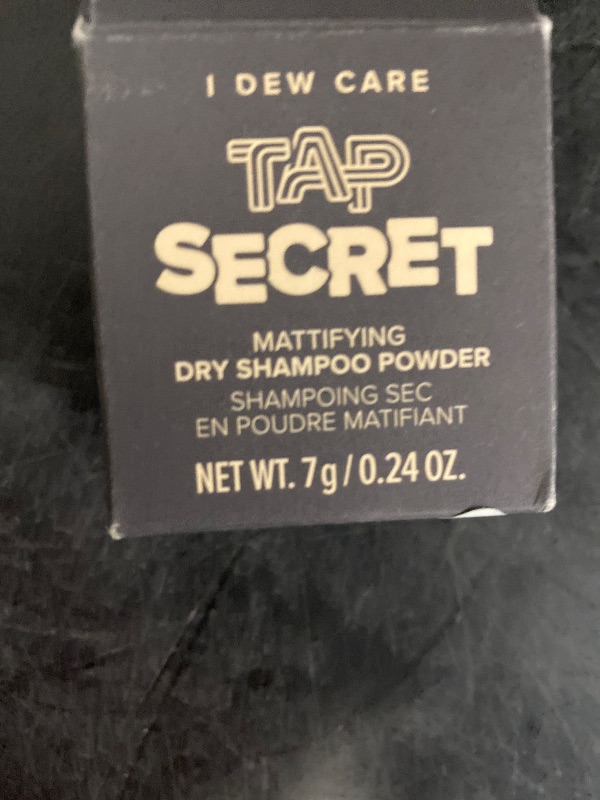 I DEW CARE
TAP
SECRET
MATTIFYING
DRY SHAMPOO POWDER
SHAMPOING SEC
EN POUDRE MATIFIANT
NET WT. 7g/0.24 OZ.